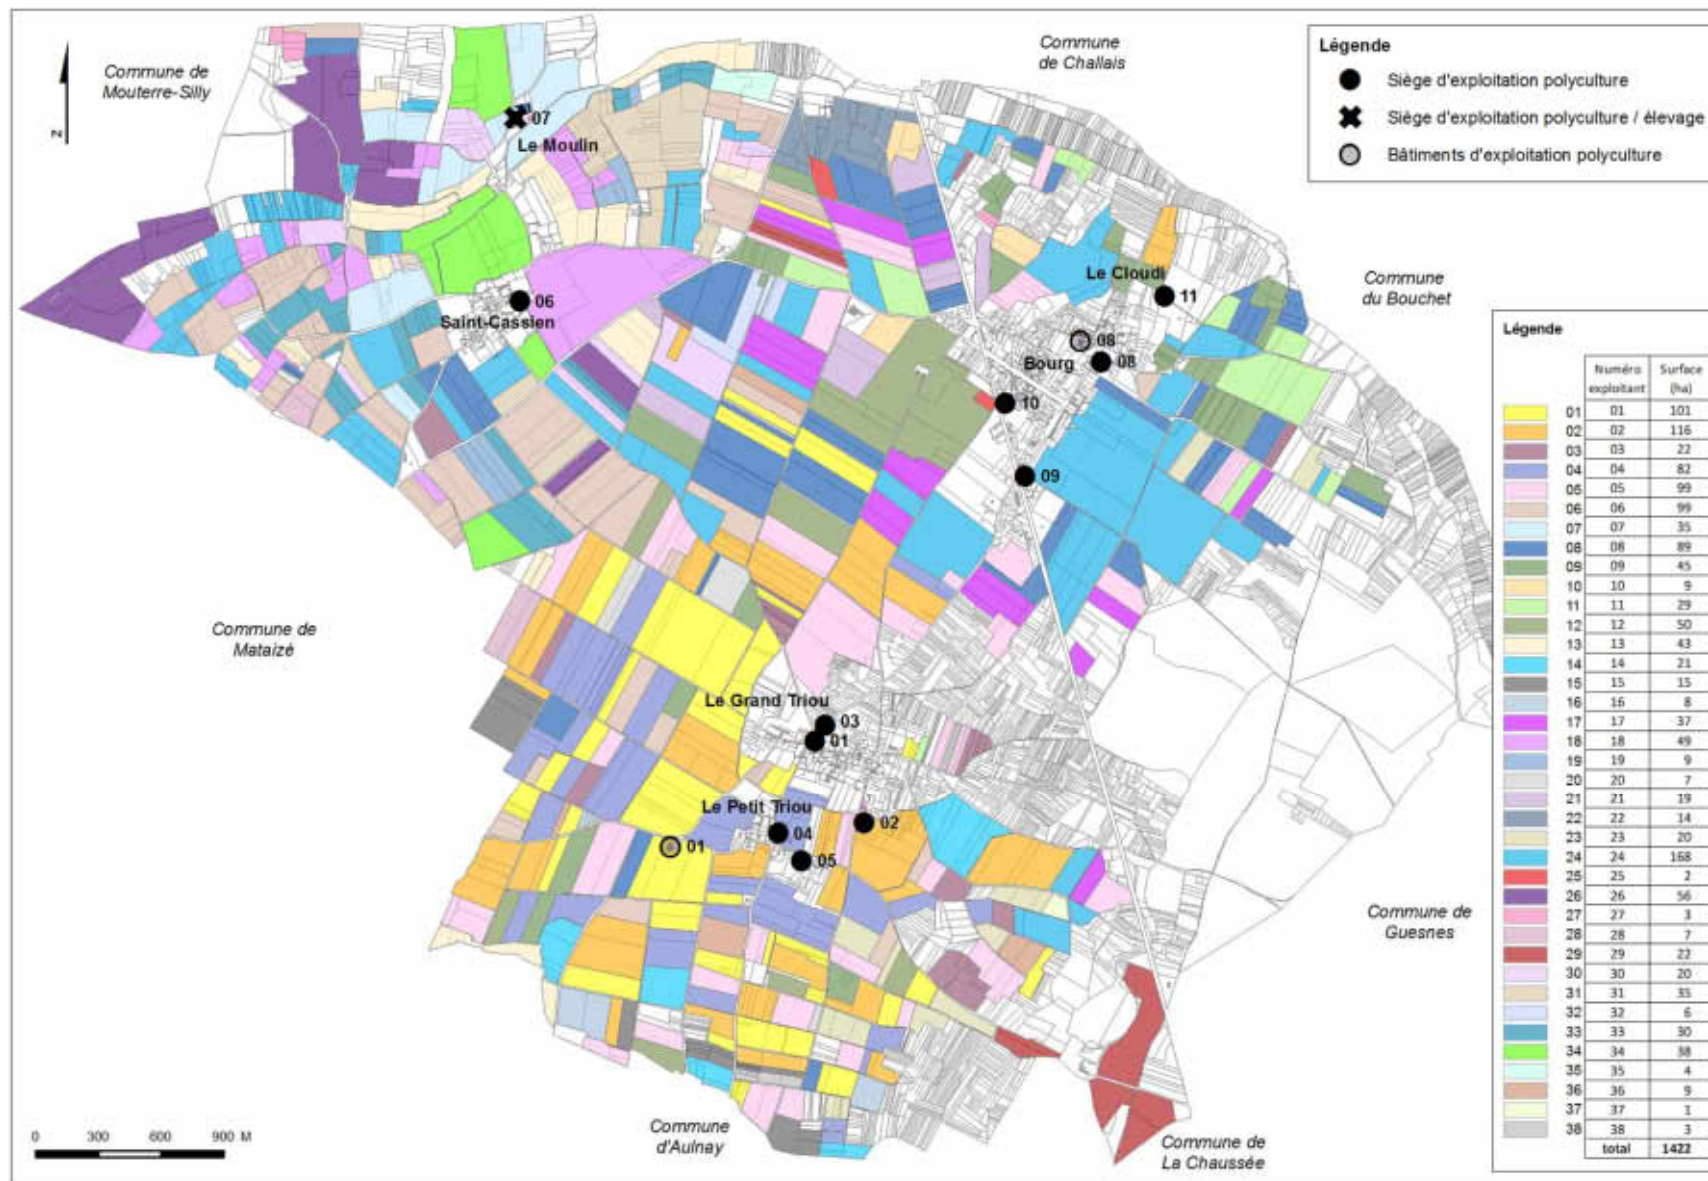 Commune de
Mouterre-Silly
Commune
de Challais
Légende
Siège d'exploitation polyculture
Siège d'exploitation polyculture / élevage
Bâtiments d'exploitation polyculture
N
07
Le Moulin
06
Saint-Cassien
Le Cloudi
11
Commune
du Bouchet
08
Bourg
08
10
09
Commune de
Mataizé
Le Grand Triou
03
01
Le Petit Triou
04
02
01
05
Commune de
Guesnes
Commune
d'Aulnay
Commune de
La Chaussée
0 300 600 900 M
Légende
Numéro exploitant Surface (ha)
01 01 101
02 02 116
03 03 22
04 04 82
05 05 99
06 06 99
07 07 35
08 08 89
09 09 45
10 10 9
11 11 29
12 12 50
13 13 43
14 14 21
15 15 15
16 16 8
17 17 37
18 18 49
19 19 9
20 20 7
21 21 19
22 22 14
23 23 20
24 24 168
25 25 2
26 26 56
27 27 3
28 28 7
29 29 22
30 30 20
31 31 35
32 32 6
33 33 30
34 34 38
35 35 4
36 36 9
37 37 1
38 38 3
total 1422